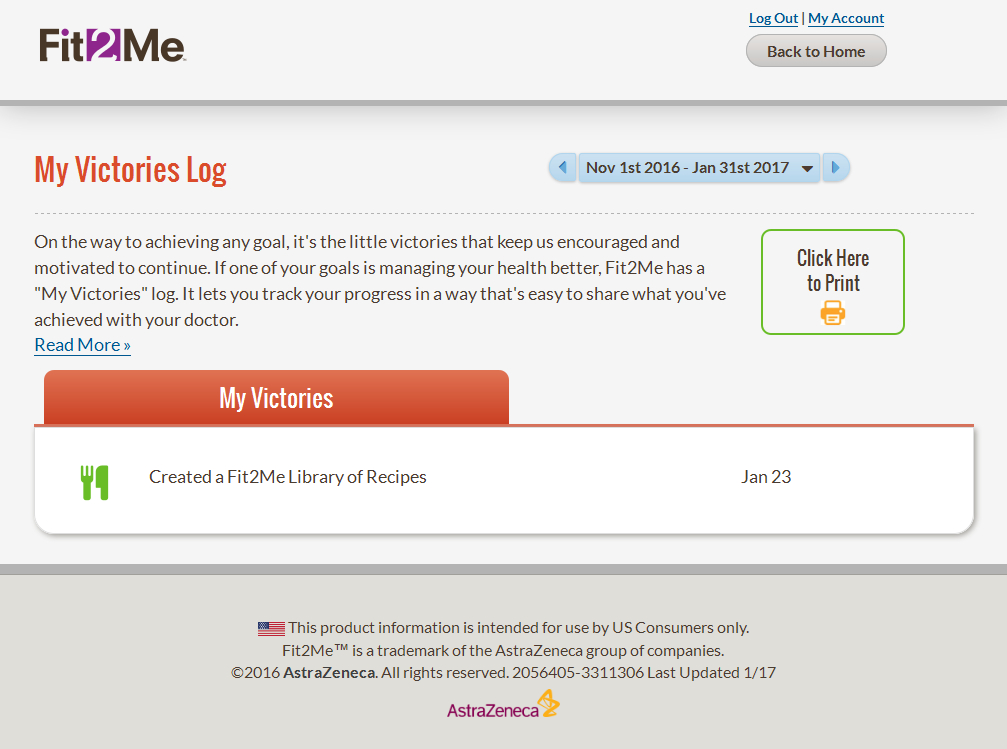 Fit2Me™
Log Out | My Account
Back to Home
My Victories Log
Nov 1st 2016 - Jan 31st 2017
On the way to achieving any goal, it's the little victories that keep us encouraged and
motivated to continue. If one of your goals is managing your health better, Fit2Me has a
"My Victories" log. It lets you track your progress in a way that's easy to share what you've
achieved with your doctor.
Read More »
Click Here
to Print
My Victories
Created a Fit2Me Library of Recipes
Jan 23
This product information is intended for use by US Consumers only.
Fit2Me™ is a trademark of the AstraZeneca group of companies.
©2016 AstraZeneca. All rights reserved. 2056405-3311306 Last Updated 1/17
AstraZeneca